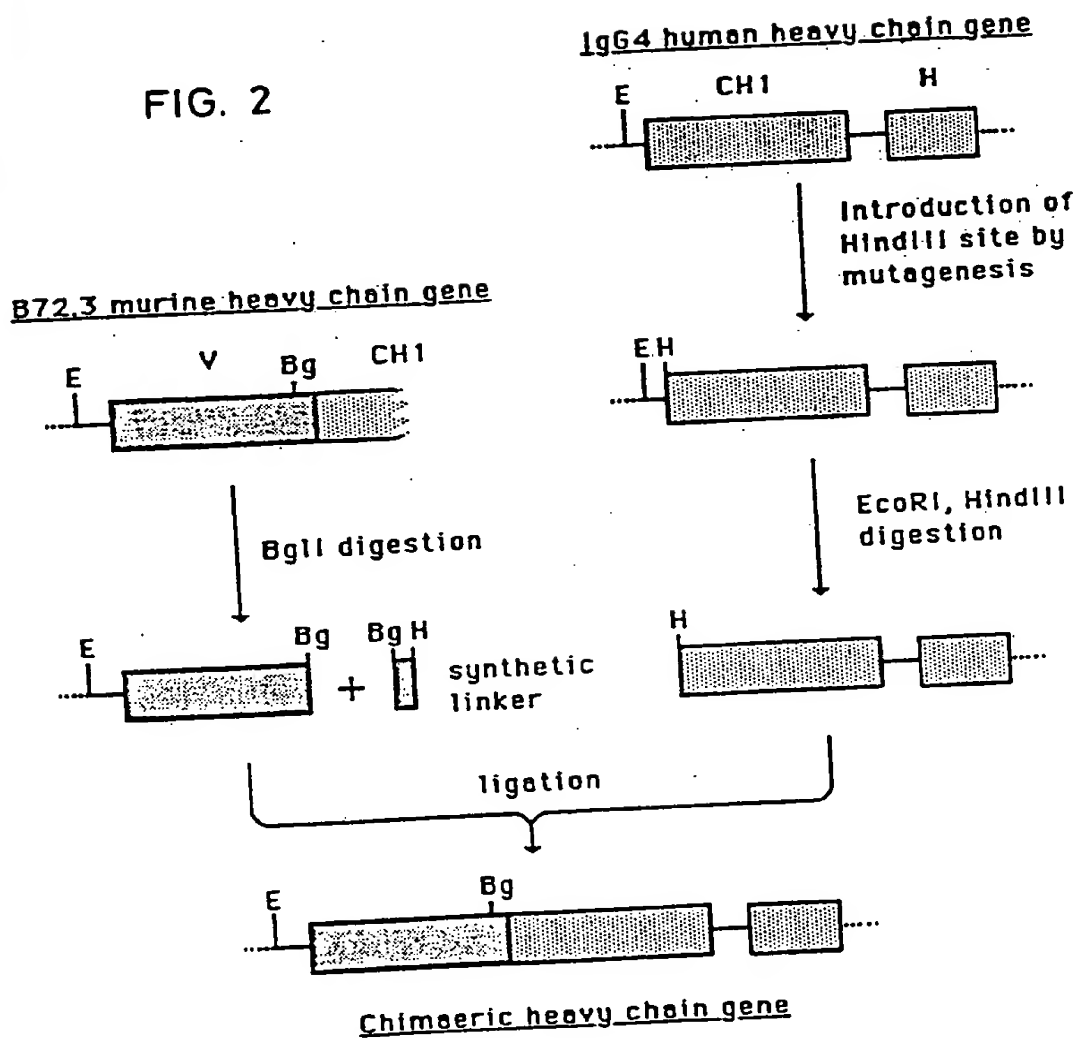 FIG. 2
IgG4 human heavy chain gene
E
CH1
H
Introduction of
HindIII site by
mutagenesis
B72.3 murine heavy chain gene
E
V
Bg
CH1
E H
BglI digestion
EcoRI, HindIII
digestion
E
Bg
+
Bg H
synthetic
linker
H
ligation
E
Bg
Chimaeric heavy chain gene